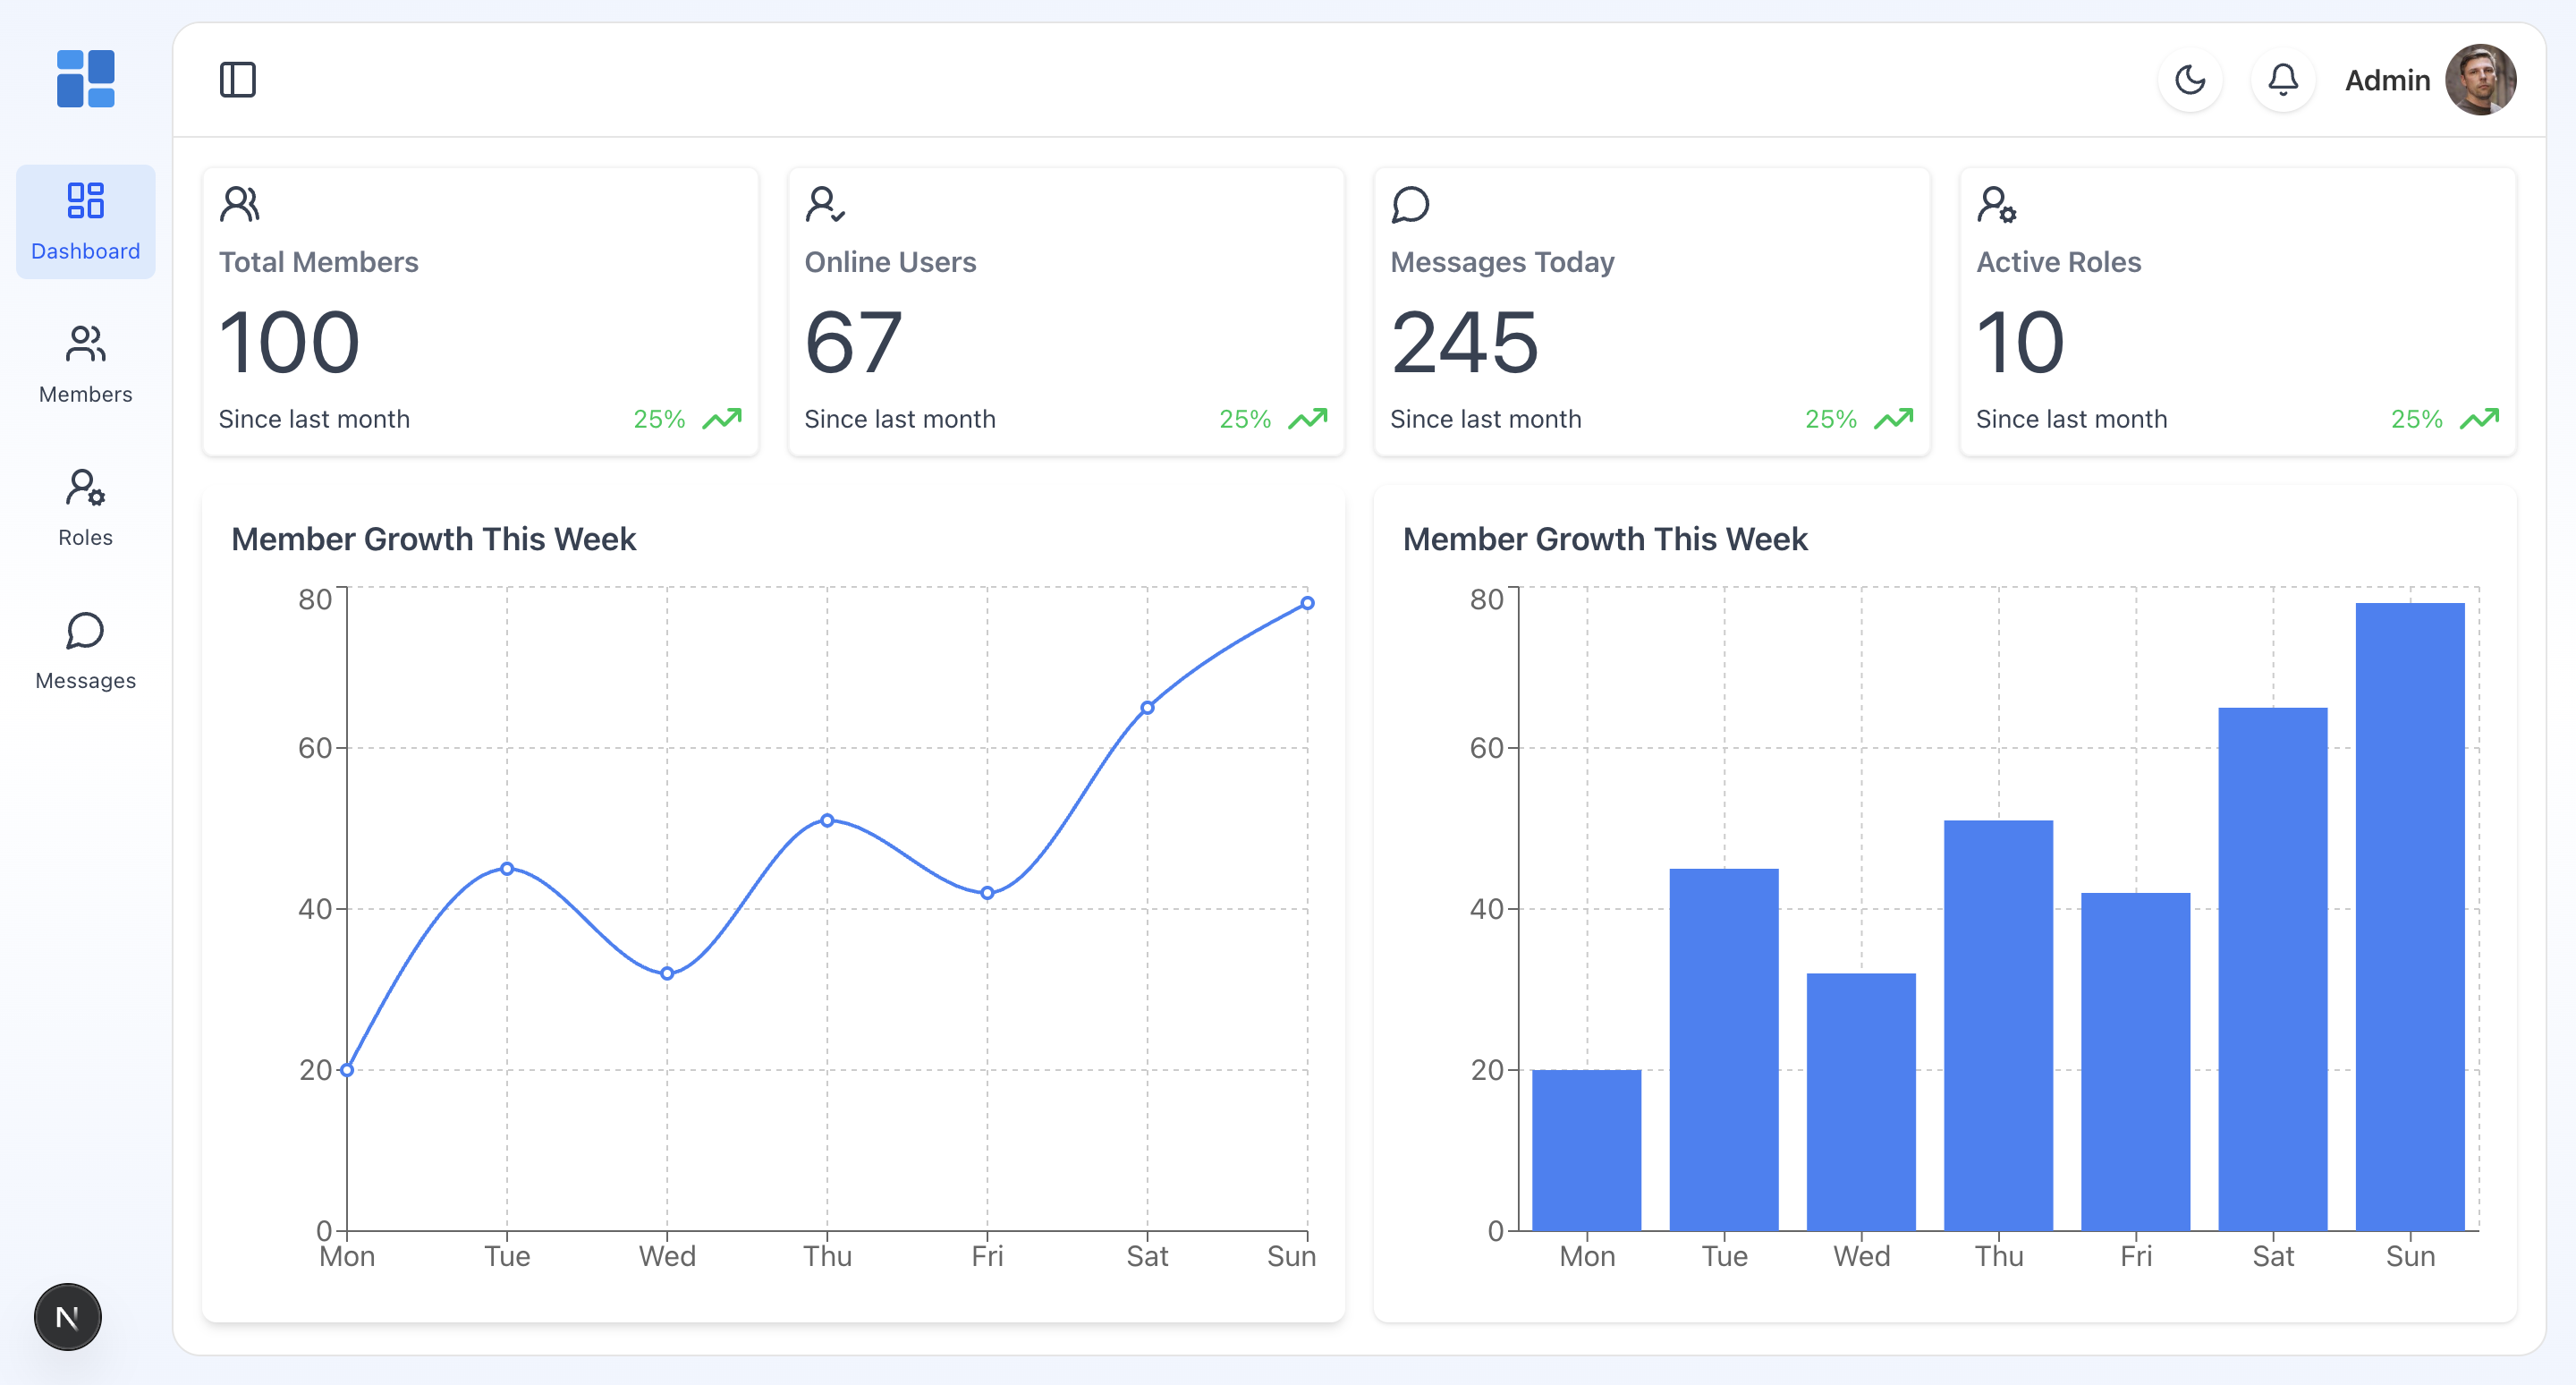 Admin
Dashboard
Members
Roles
Messages
Total Members
100
Since last month 25%
Online Users
67
Since last month 25%
Messages Today
245
Since last month 25%
Active Roles
10
Since last month 25%
Member Growth This Week
80
60
40
20
0
Mon Tue Wed Thu Fri Sat Sun
Member Growth This Week
80
60
40
20
0
Mon Tue Wed Thu Fri Sat Sun
N